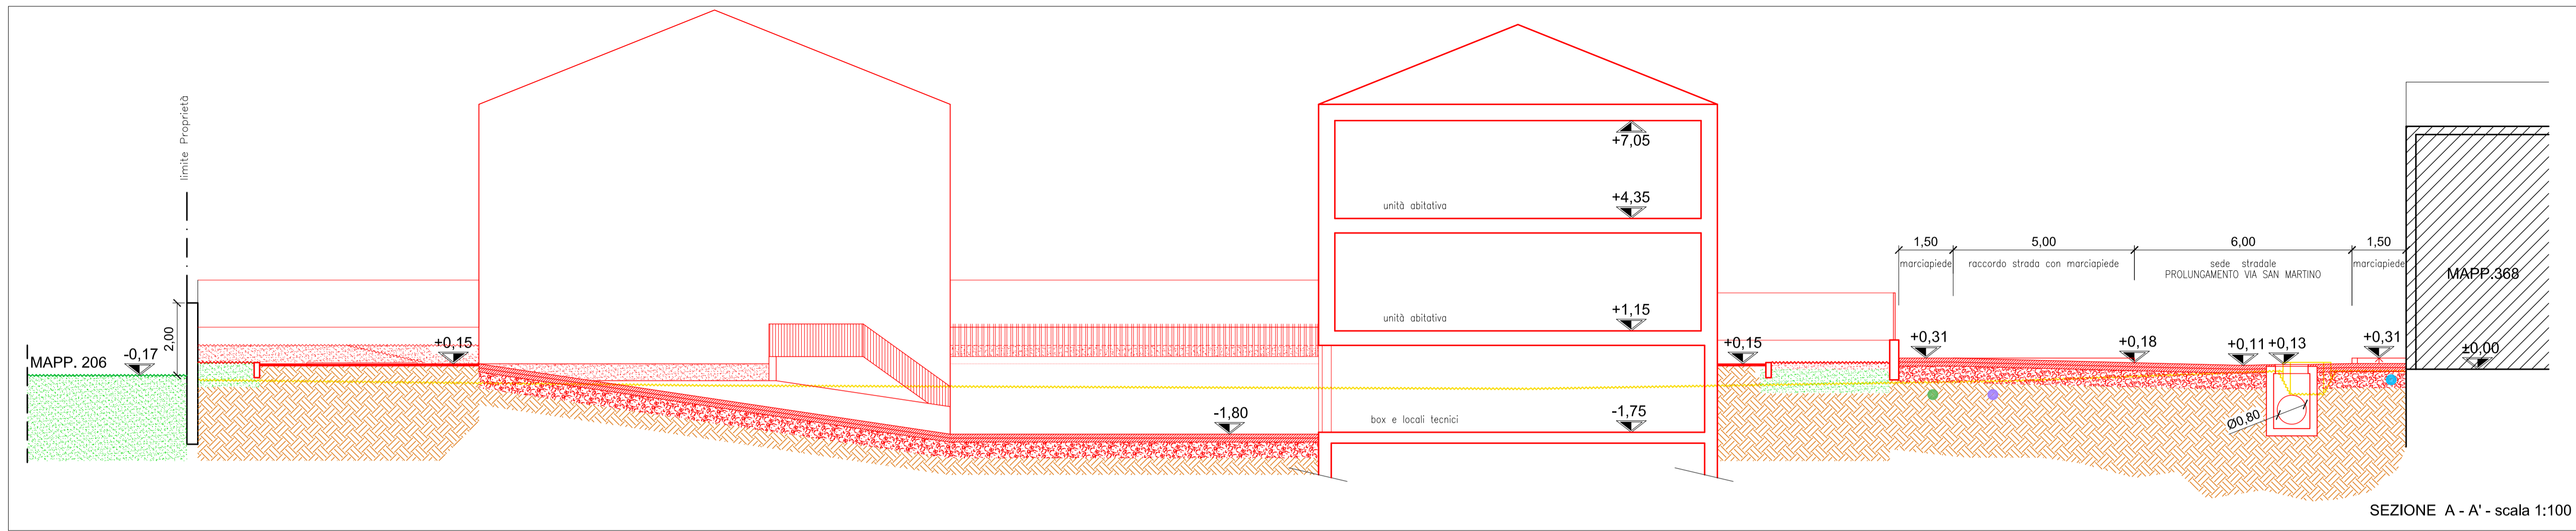 limite Proprietà
2,00
MAPP. 206
-0,17
+0,15
-1,80
+7,05
unità abitativa
+4,35
unità abitativa
+1,15
box e locali tecnici
-1,75
+0,15
1,50
5,00
6,00
1,50
marciapiede
raccordo strada con marciapiede
sede stradale
PROLUNGAMENTO VIA SAN MARTINO
marciapiede
MAPP.368
+0,31
+0,18
+0,11
+0,13
+0,31
±0,00
Ø0,80
SEZIONE A - A' - scala 1:100